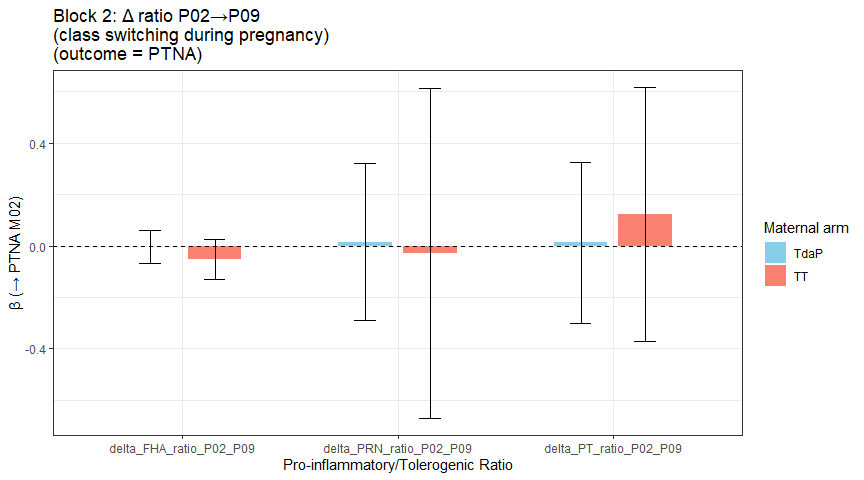 Block 2: Δ ratio P02→P09
(class switching during pregnancy)
(outcome = PTNA)
β (→ PTNA M02)
0.4
0.0
-0.4
delta_FHA_ratio_P02_P09
delta_PRN_ratio_P02_P09
delta_PT_ratio_P02_P09
Pro-inflammatory/Tolerogenic Ratio
Maternal arm
TdaP
TT